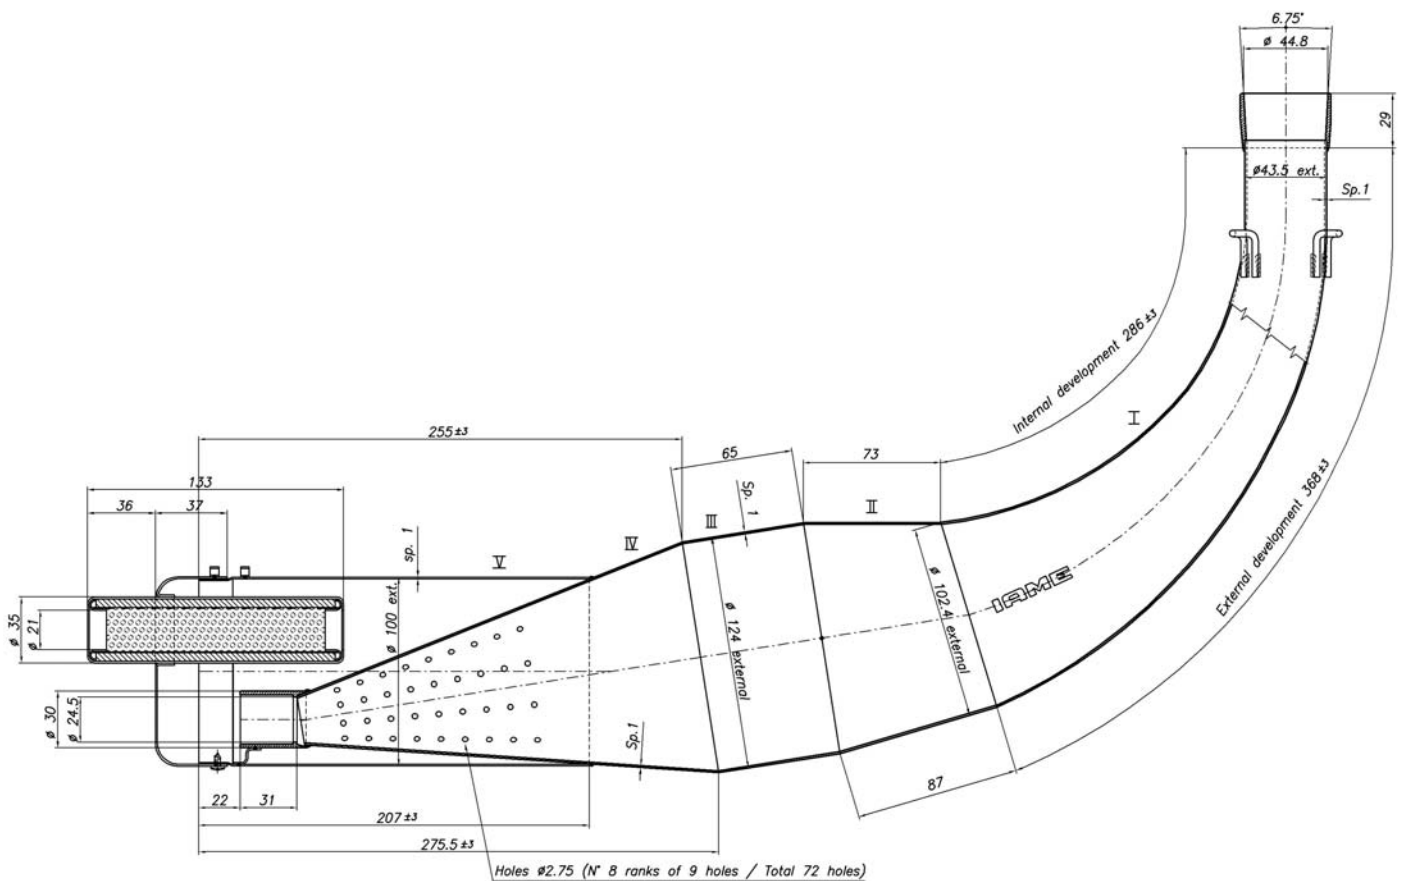 6.75°
ø 44.8
29
ø43.5 ext.
Sp.1
Internal development 286 ±3
I
255 ±3
65
73
133
Sp. 1
36
37
III
II
External development 368 ±3
sp. 1
V
IV
ø 100 ext.
ø 124 external
ø 102.4 external
IAME
ø 35
ø 21
ø 30
ø 24.5
Sp.1
87
22
31
207 ±3
275.5 ±3
Holes ø2.75 (N° 8 ranks of 9 holes / Total 72 holes)